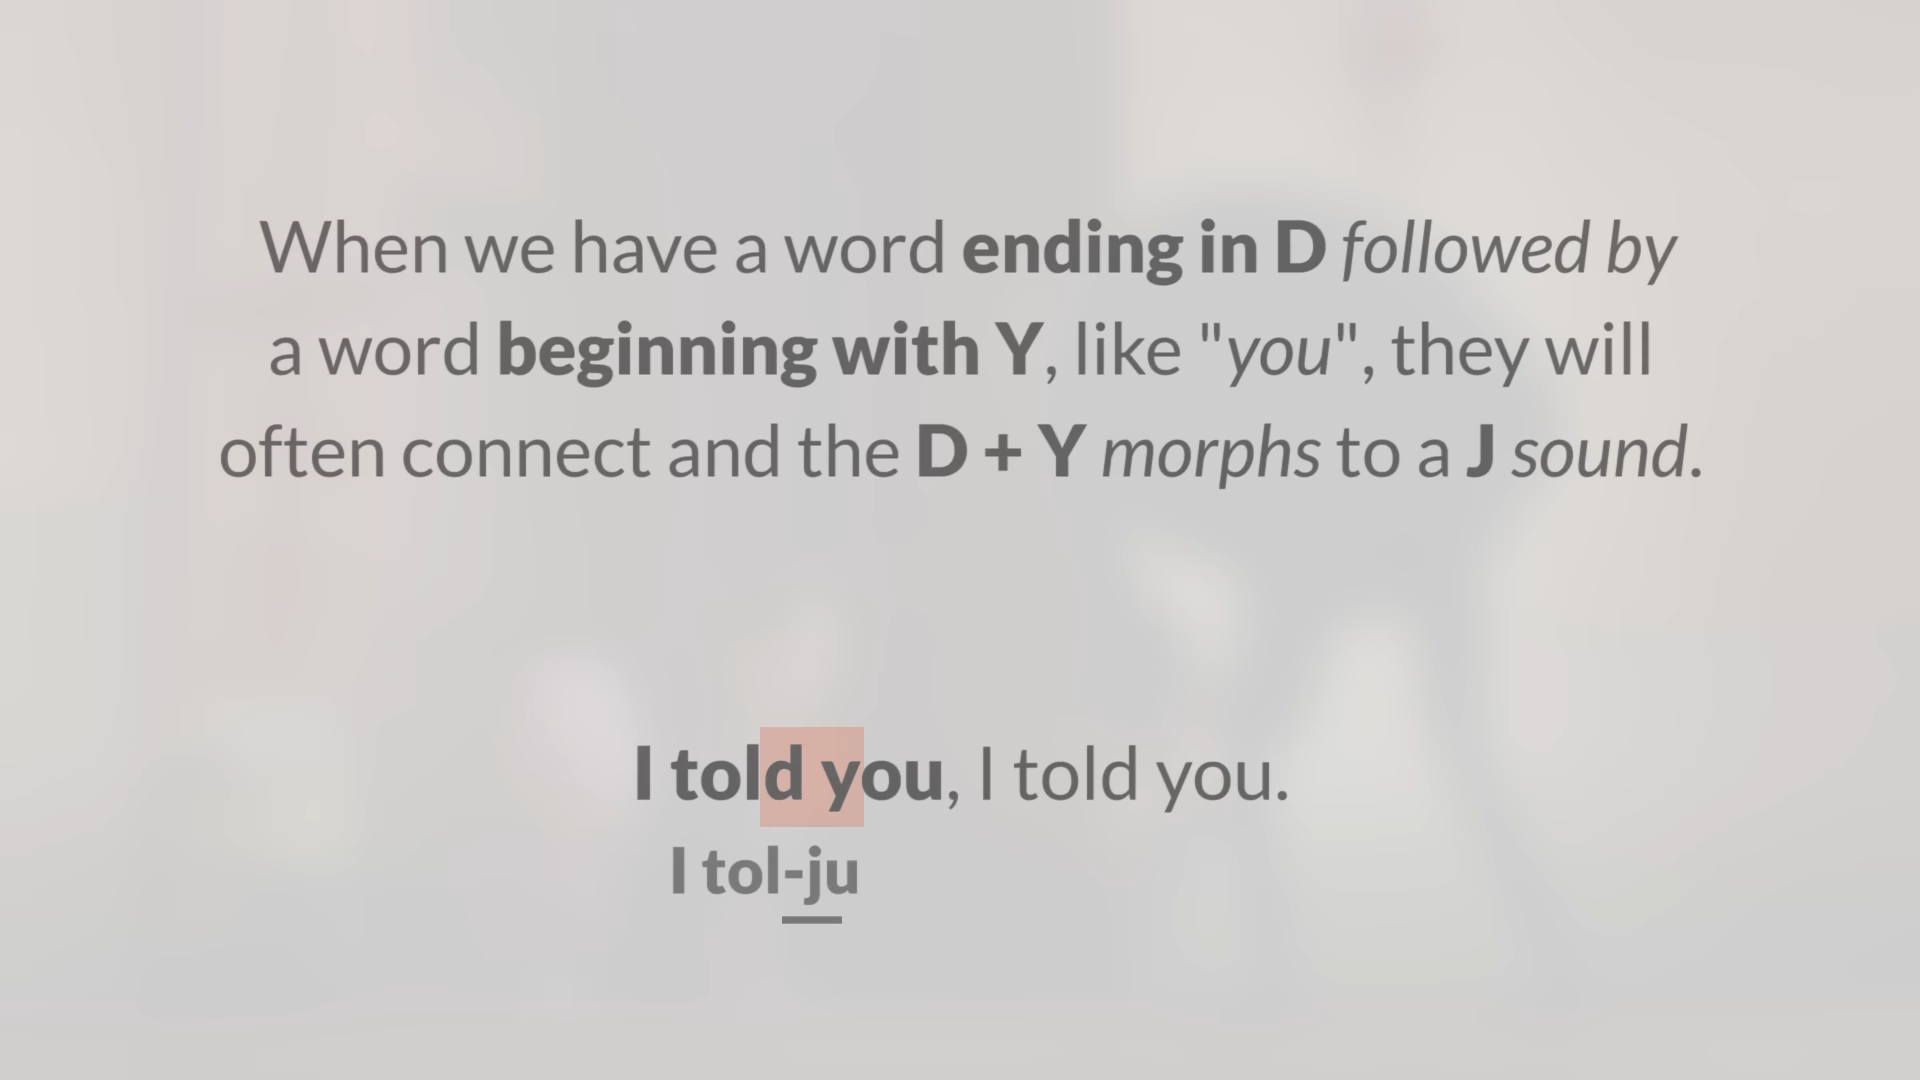 When we have a word ending in D followed by
a word beginning with Y, like "you", they will
often connect and the D + Y morphs to a J sound.
I told you, I told you.
I tol-ju